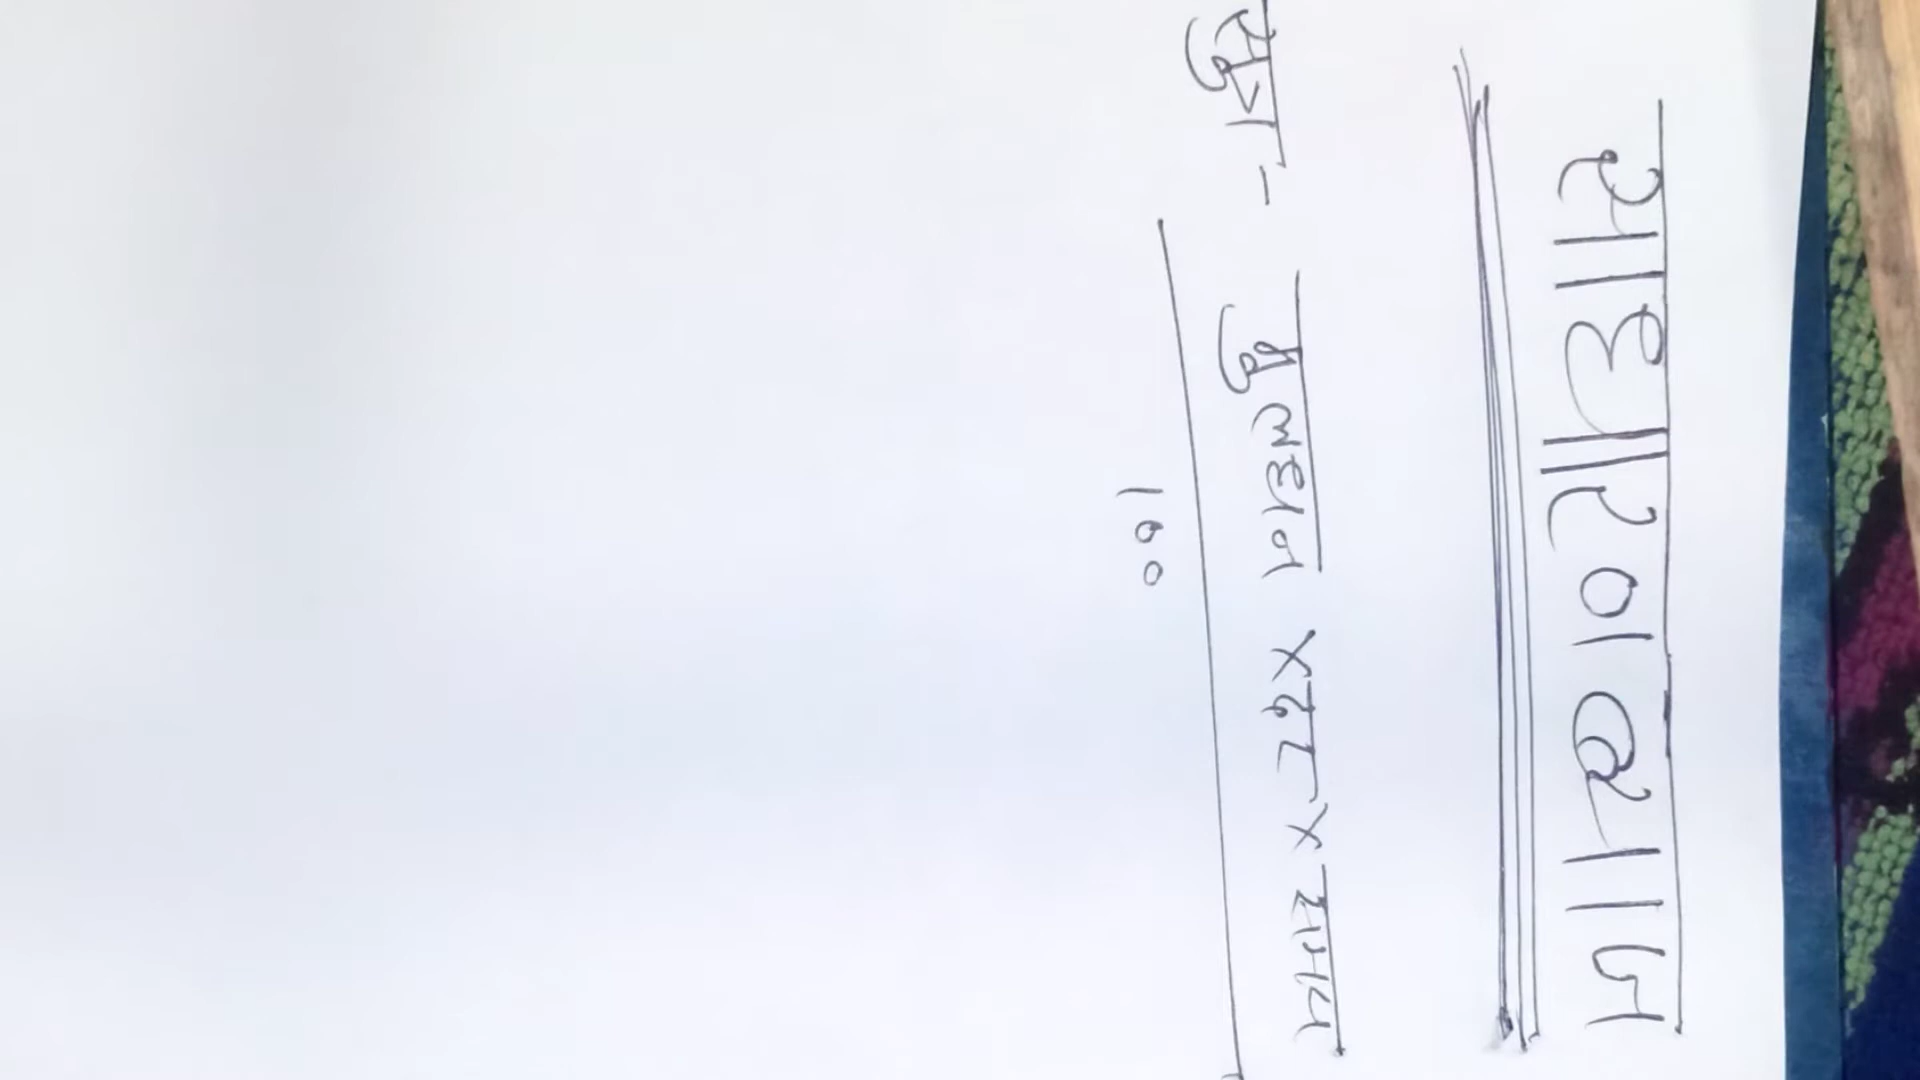 साधारण ब्याज
सूत्र - मूलधन × दर × समय
100